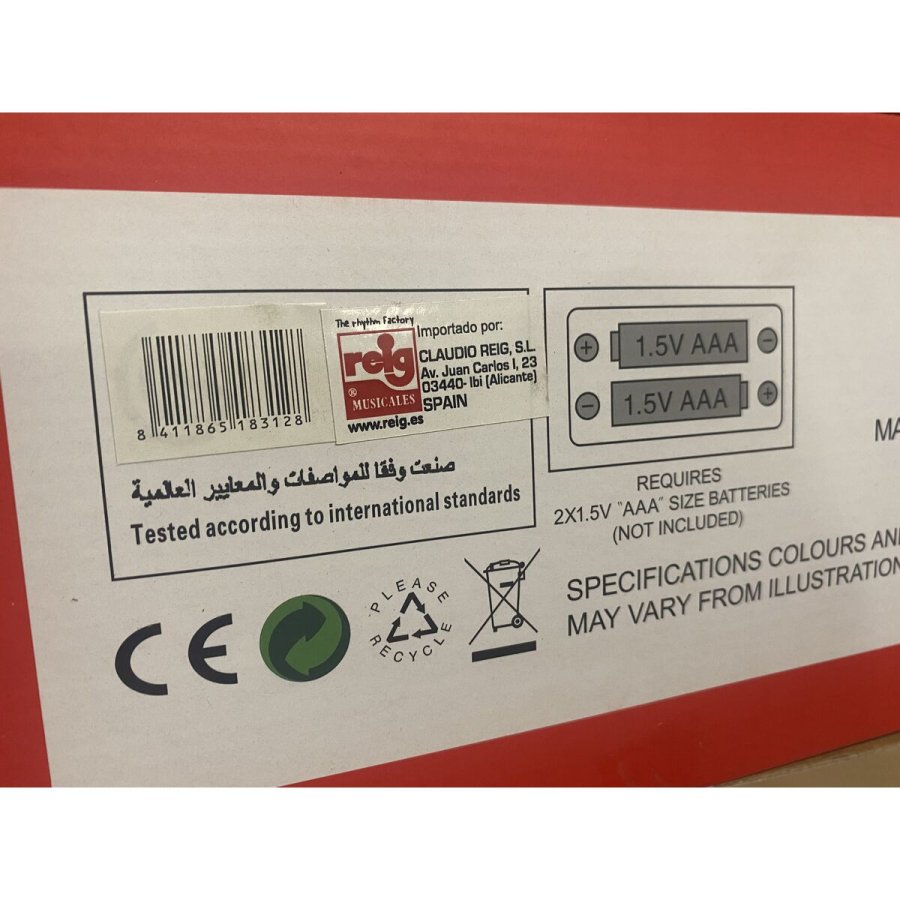 8 411865 183128
The rhythm Factory
reig
®
MUSICALES
www.reig.es
Importado por:
CLAUDIO REIG, S.L.
Av. Juan Carlos I, 23
03440- Ibi (Alicante)
SPAIN
صنعت وفقا للمواصفات والمعايير العالمية
Tested according to international standards
+ 1.5V AAA −
− 1.5V AAA +
REQUIRES
2X1.5V "AAA" SIZE BATTERIES
(NOT INCLUDED)
MA
CE
PLEASE
RECYCLE
SPECIFICATIONS COLOURS AN
MAY VARY FROM ILLUSTRATION